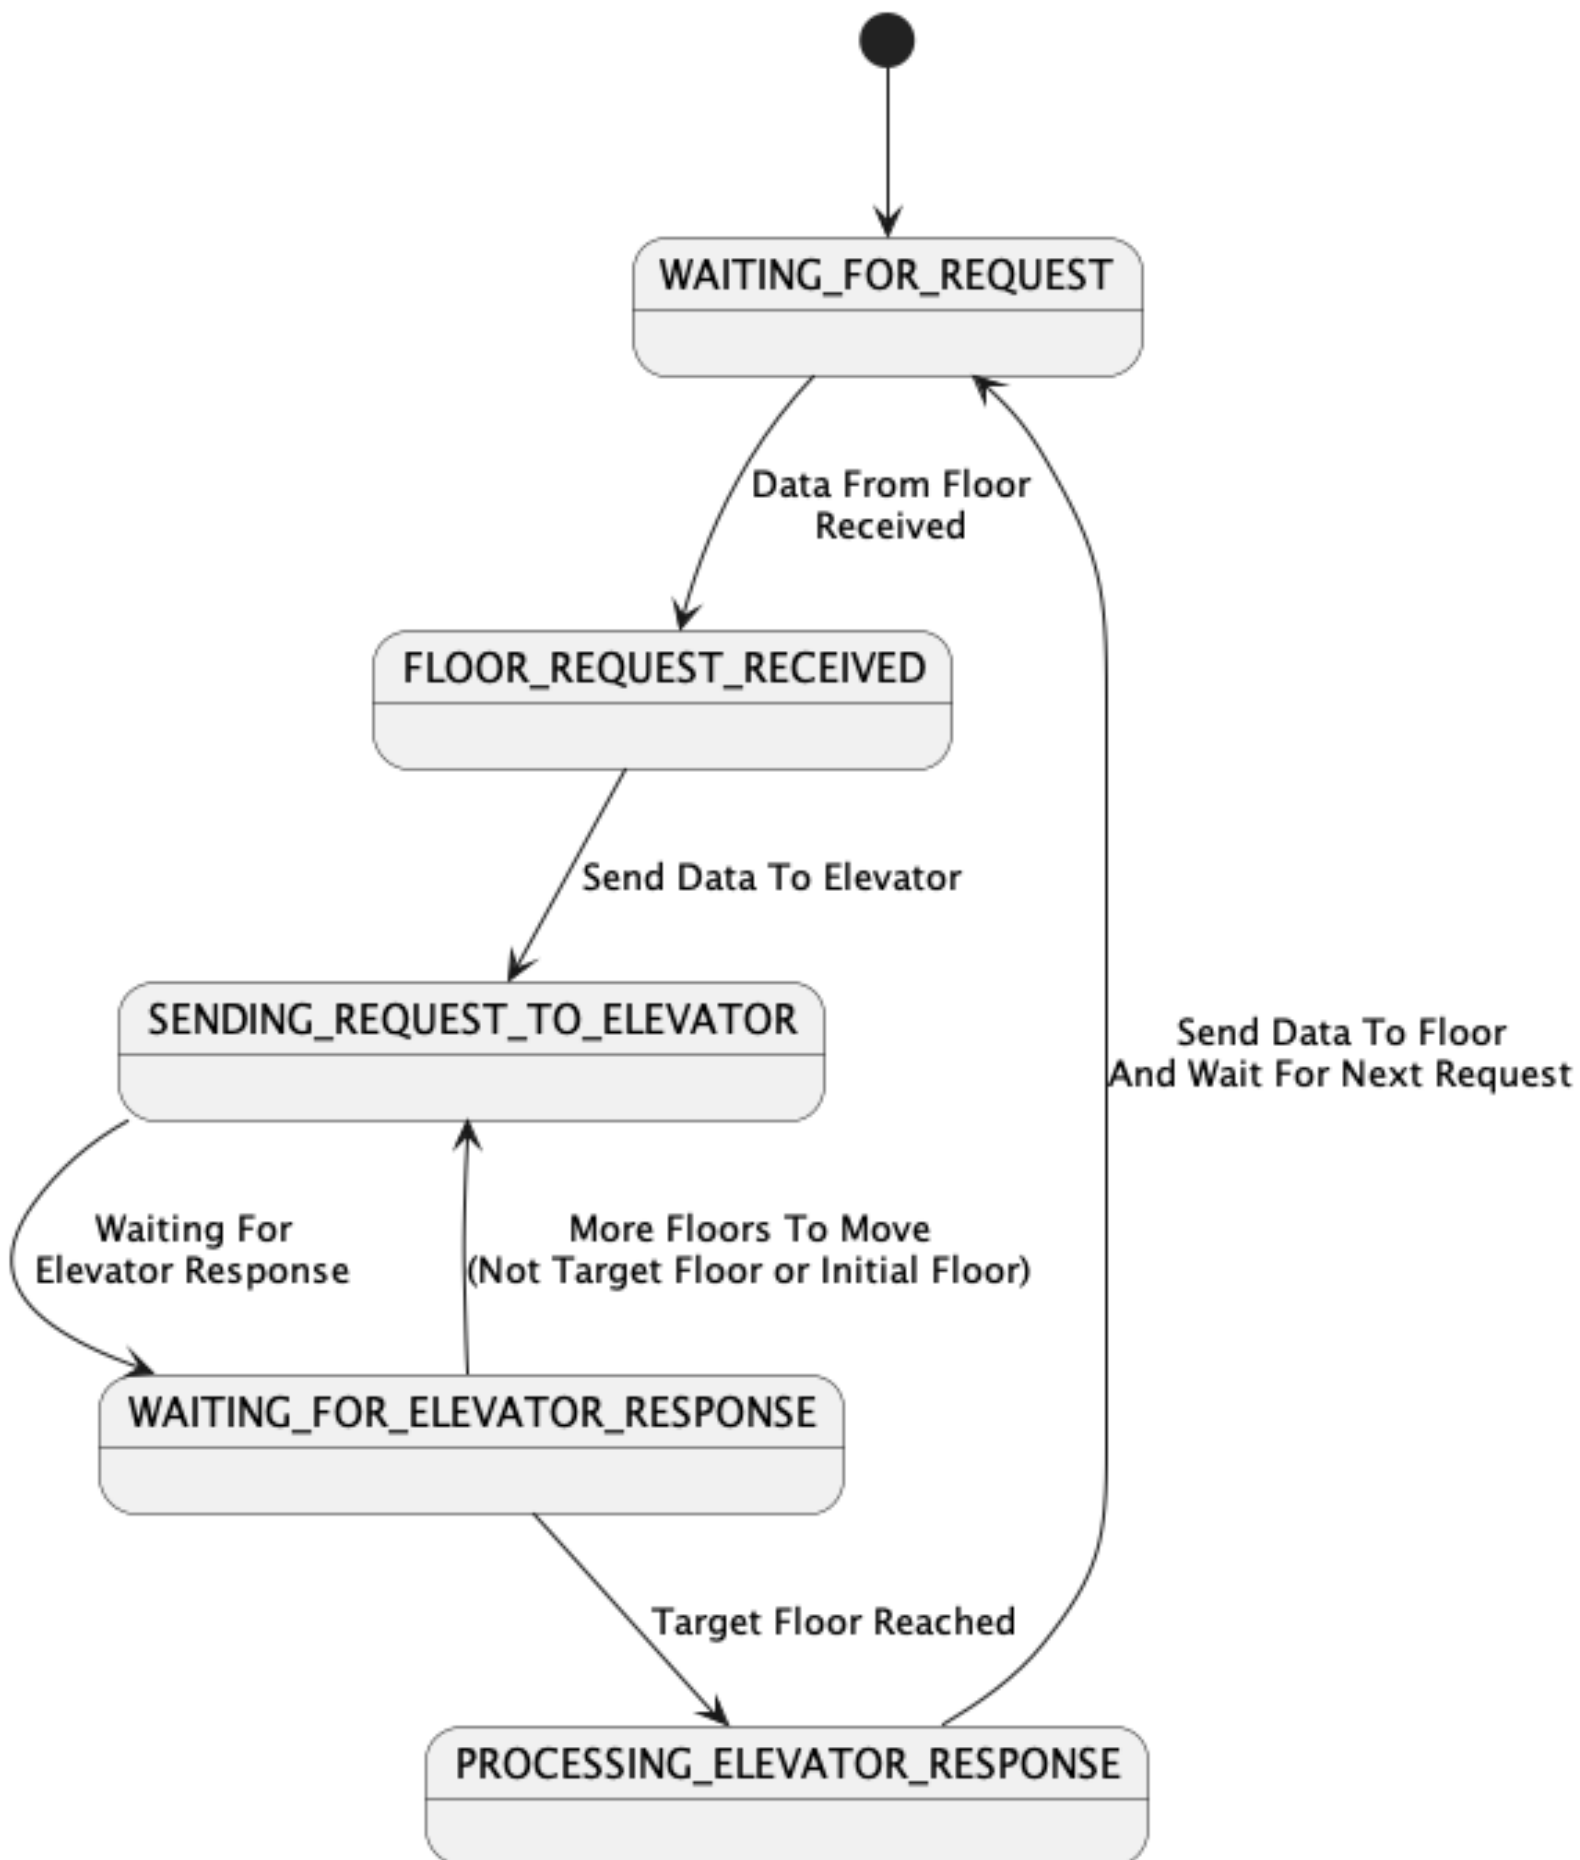 WAITING_FOR_REQUEST
Data From Floor
Received
FLOOR_REQUEST_RECEIVED
Send Data To Elevator
SENDING_REQUEST_TO_ELEVATOR
Send Data To Floor
And Wait For Next Request
Waiting For
Elevator Response
More Floors To Move
(Not Target Floor or Initial Floor)
WAITING_FOR_ELEVATOR_RESPONSE
Target Floor Reached
PROCESSING_ELEVATOR_RESPONSE